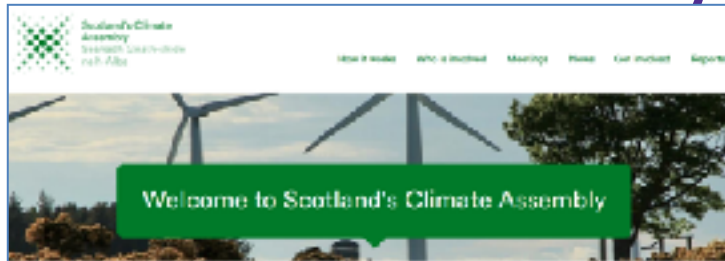 Scotland's Climate
Assembly
How it works Who is involved Meetings News Get involved Reports
Welcome to Scotland's Climate Assembly